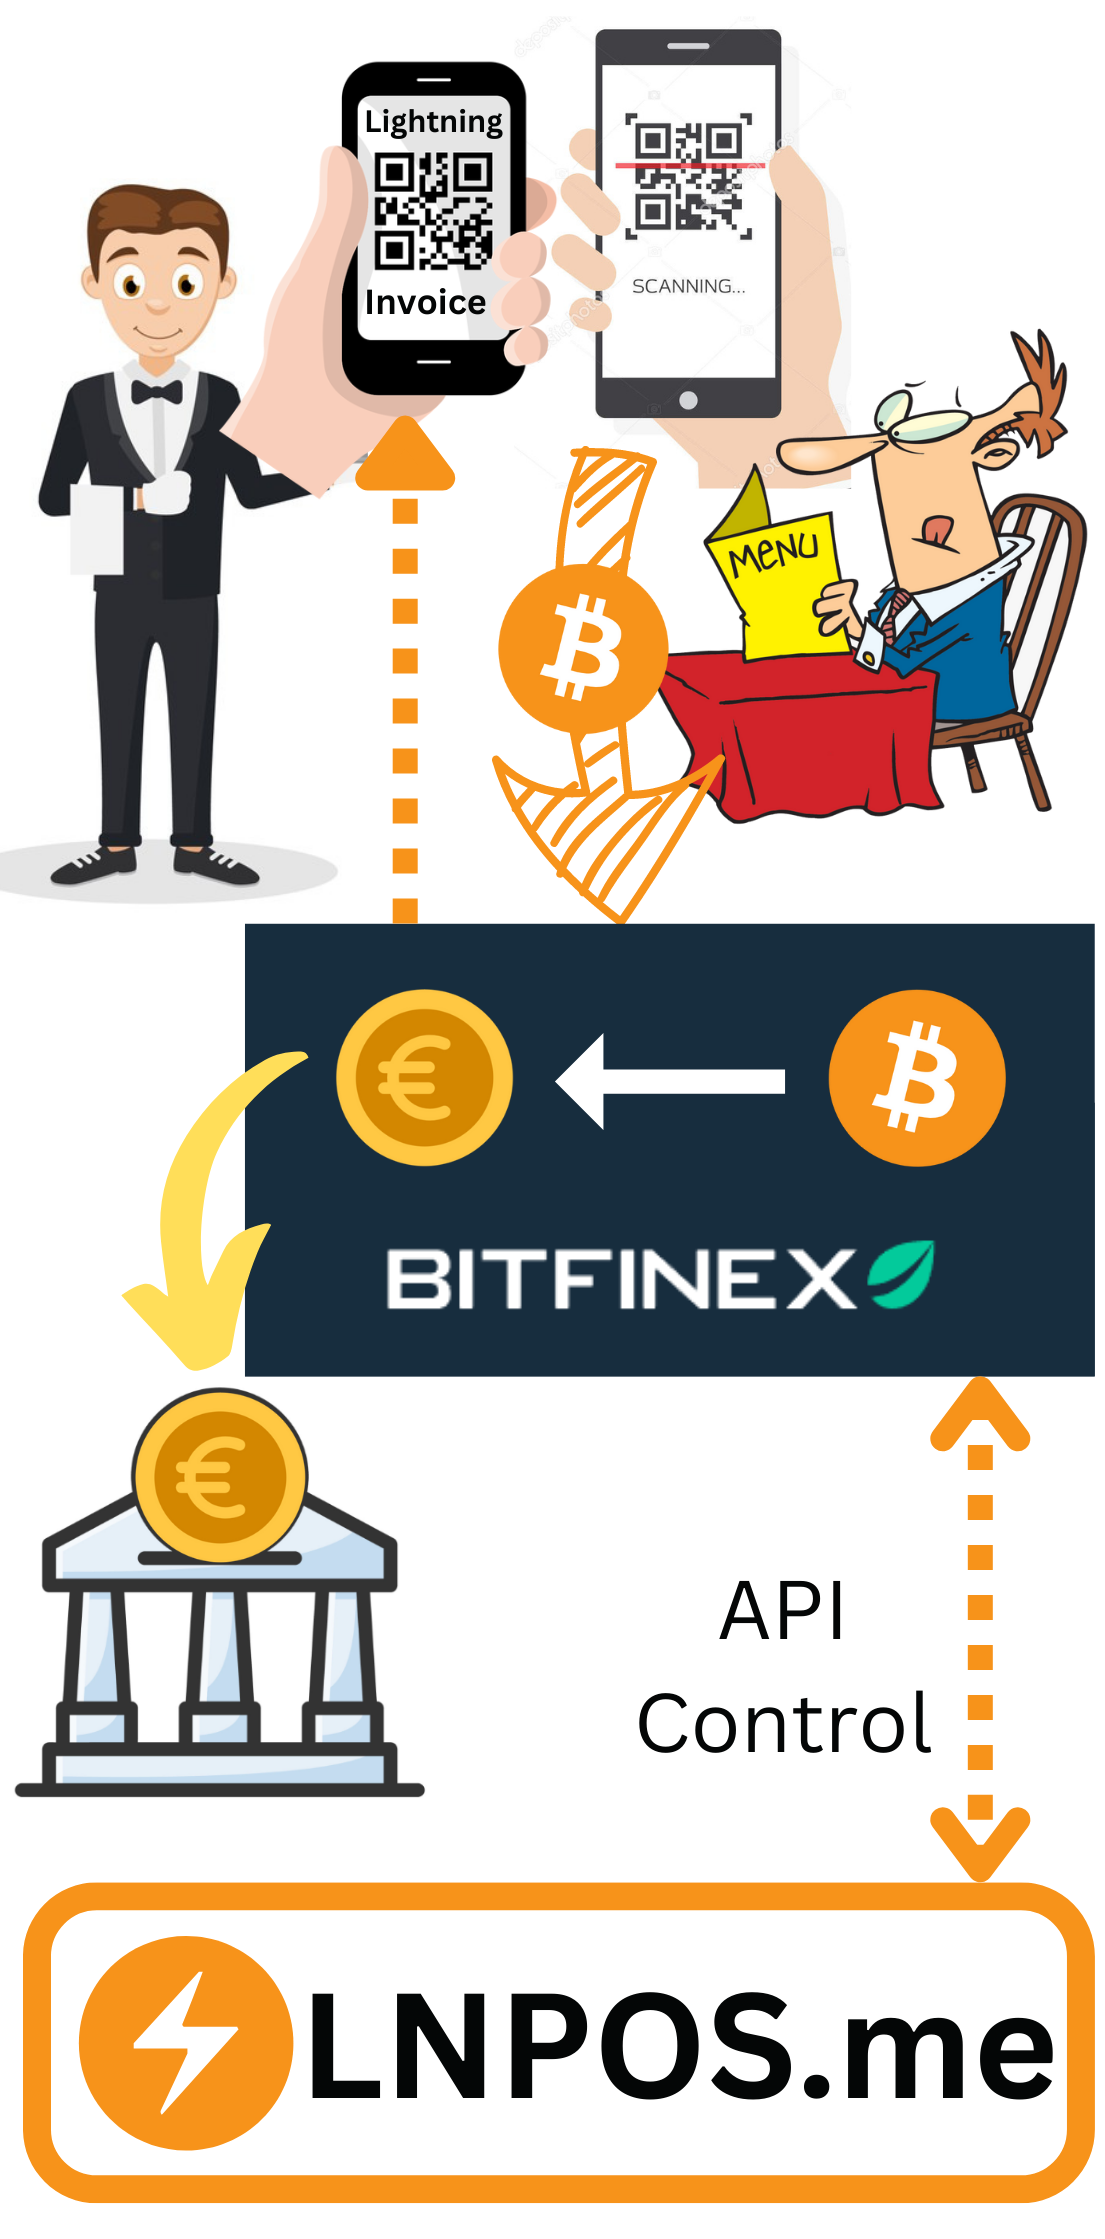 Lightning
Invoice
SCANNING...
MENU
BITFINEX
API
Control
LNPOS.me